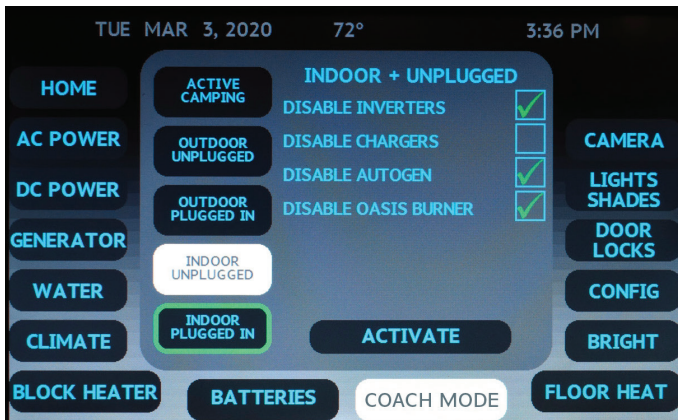 TUE MAR 3, 2020 72° 3:36 PM
HOME
AC POWER
DC POWER
GENERATOR
WATER
CLIMATE
BLOCK HEATER
ACTIVE
CAMPING
OUTDOOR
UNPLUGGED
OUTDOOR
PLUGGED IN
INDOOR
UNPLUGGED
INDOOR
PLUGGED IN
INDOOR + UNPLUGGED
DISABLE INVERTERS
DISABLE CHARGERS
DISABLE AUTOGEN
DISABLE OASIS BURNER
ACTIVATE
CAMERA
LIGHTS
SHADES
DOOR
LOCKS
CONFIG
BRIGHT
BATTERIES
COACH MODE
FLOOR HEAT